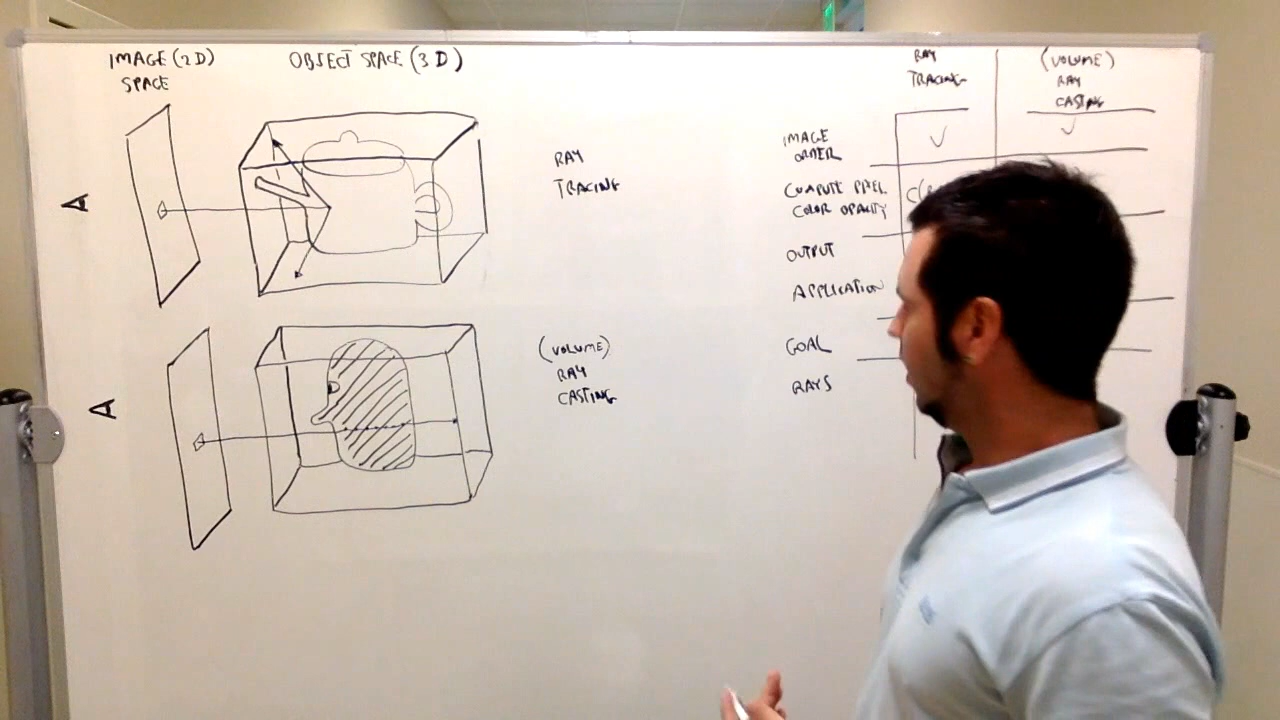 IMAGE (2D)
SPACE
OBJECT SPACE (3D)
RAY
TRACING
(VOLUME)
RAY
CASTING
RAY
TRACING
(VOLUME)
RAY
CASTING
IMAGE
ORDER
✓ ✓
COMPUTE PIXEL
COLOR OPACITY
C(
OUTPUT
APPLICATION
GOAL
RAYS